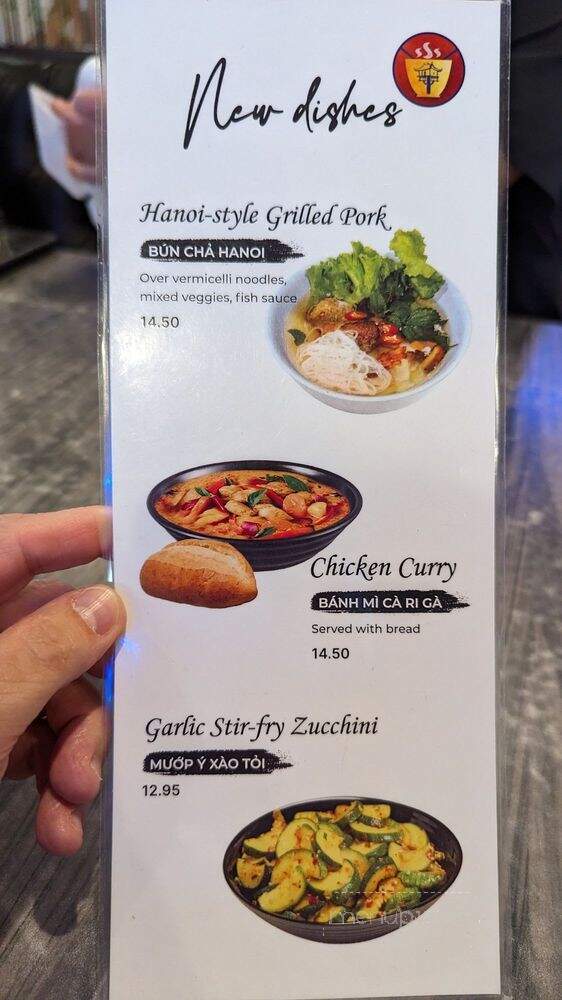 New dishes
Hanoi-style Grilled Pork
BÚN CHẢ HANOI
Over vermicelli noodles,
mixed veggies, fish sauce
14.50
Chicken Curry
BÁNH MÌ CÀ RI GÀ
Served with bread
14.50
Garlic Stir-fry Zucchini
MƯỚP Ý XÀO TỎI
12.95